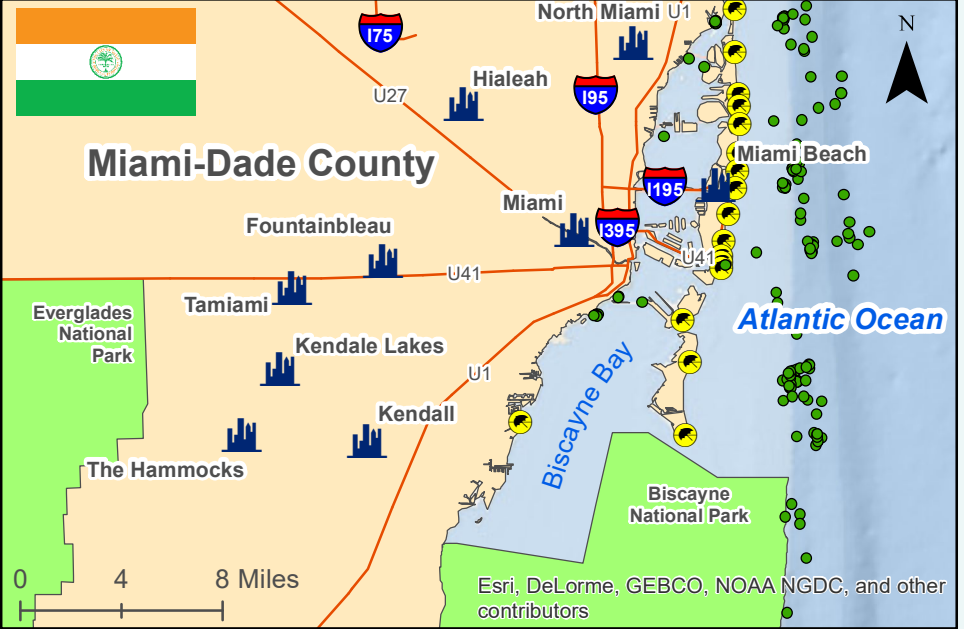 North Miami
U1
N
I75
Hialeah
U27
I95
Miami-Dade County
Miami Beach
I195
Miami
Fountainbleau
I395
U41
U41
Tamiami
Everglades
National
Park
Atlantic Ocean
Kendale Lakes
U1
Biscayne Bay
Kendall
The Hammocks
Biscayne
National Park
0 4 8 Miles
Esri, DeLorme, GEBCO, NOAA NGDC, and other
contributors